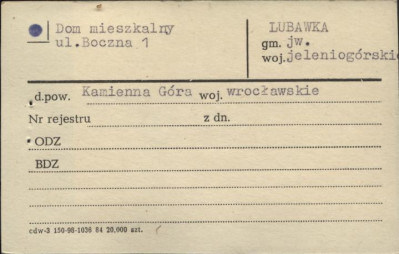 Dom mieszkalny
ul.Boczna 1
LUBAWKA
gm. jw.
woj.jeleniogórskie
d.pow. Kamienna Góra woj. wrocławskie
Nr rejestru z dn.
ODZ
BDZ
cdw-3 150-86-1036 84 20.000 szt.